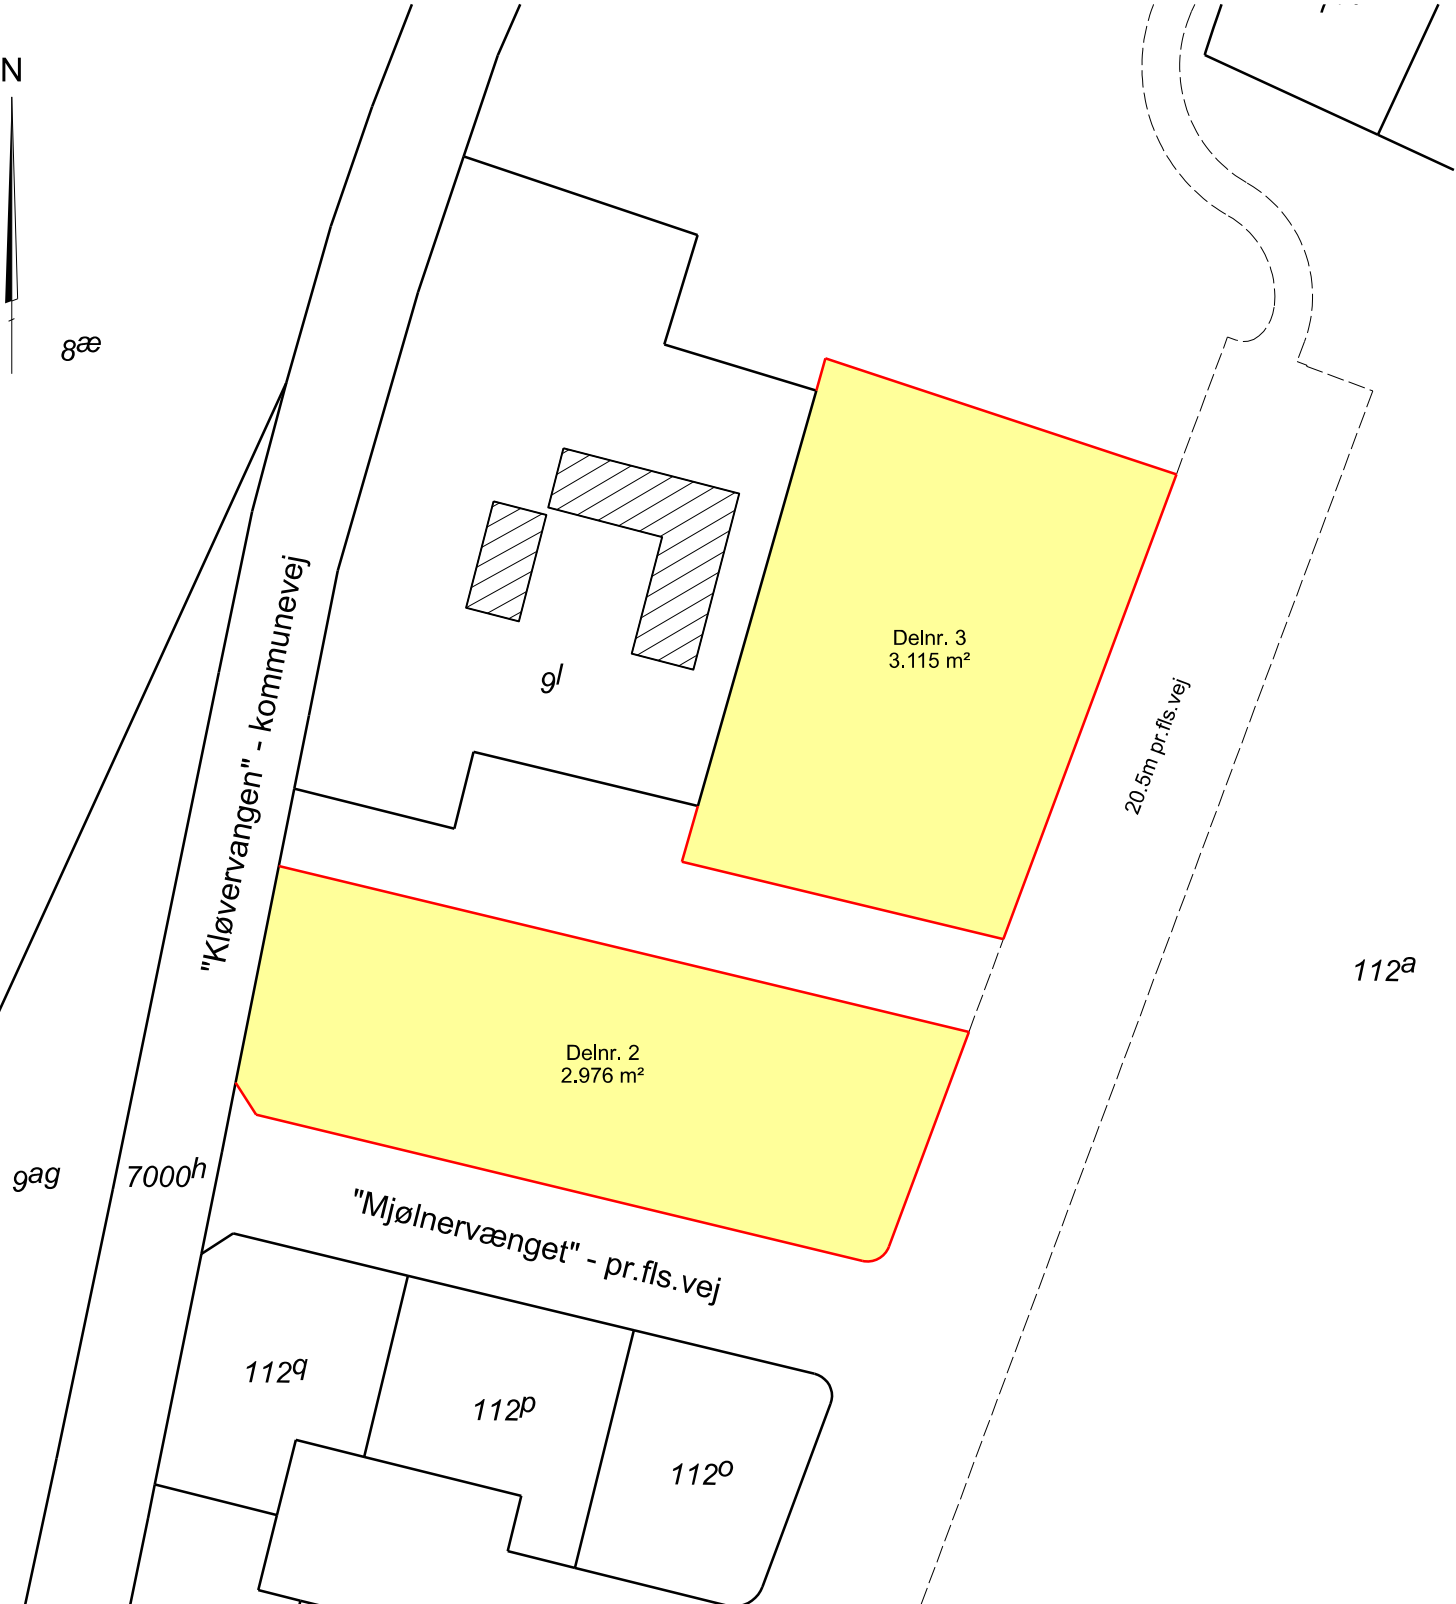 N
8æ
"Kløvervangen" - kommunevej
9l
Delnr. 3
3.115 m²
20.5m pr.fls.vej
112a
Delnr. 2
2.976 m²
9ag
7000h
"Mjølnervænget" - pr.fls.vej
112q
112p
112o